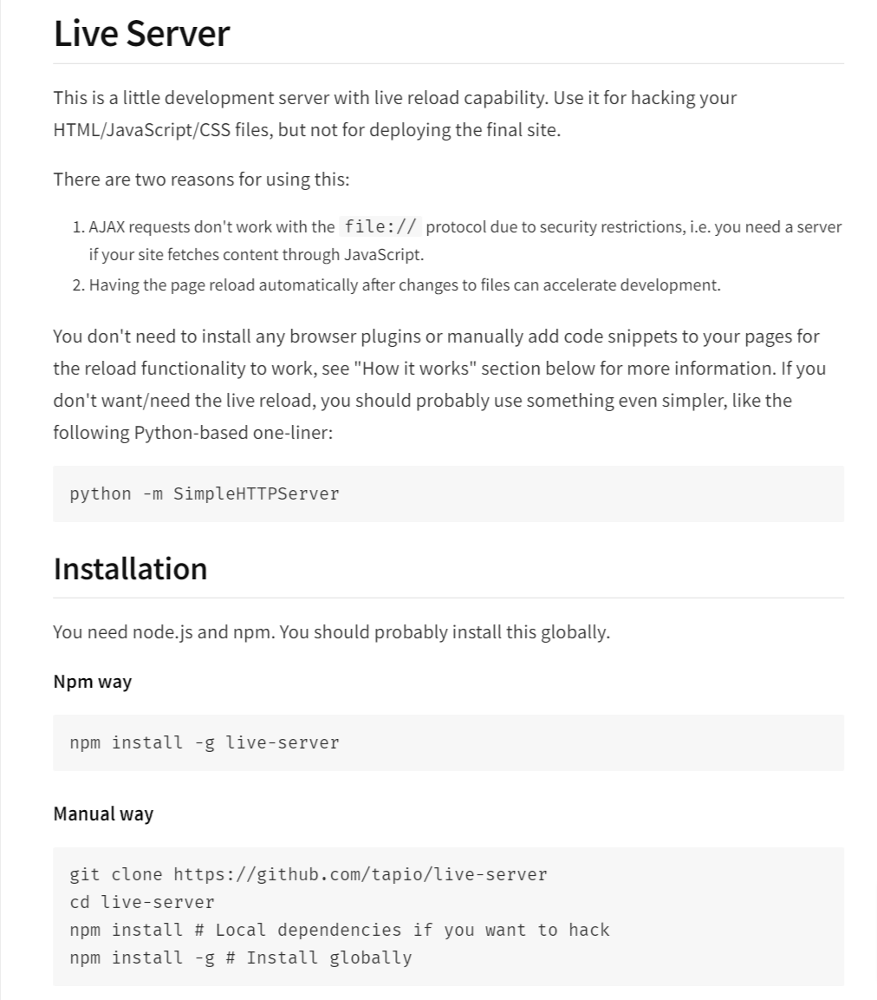 Live Server
This is a little development server with live reload capability. Use it for hacking your
HTML/JavaScript/CSS files, but not for deploying the final site.
There are two reasons for using this:
1. AJAX requests don't work with the file:// protocol due to security restrictions, i.e. you need a server
if your site fetches content through JavaScript.
2. Having the page reload automatically after changes to files can accelerate development.
You don't need to install any browser plugins or manually add code snippets to your pages for
the reload functionality to work, see "How it works" section below for more information. If you
don't want/need the live reload, you should probably use something even simpler, like the
following Python-based one-liner:
python -m SimpleHTTPServer
Installation
You need node.js and npm. You should probably install this globally.
Npm way
npm install -g live-server
Manual way
git clone https://github.com/tapio/live-server
cd live-server
npm install # Local dependencies if you want to hack
npm install -g # Install globally